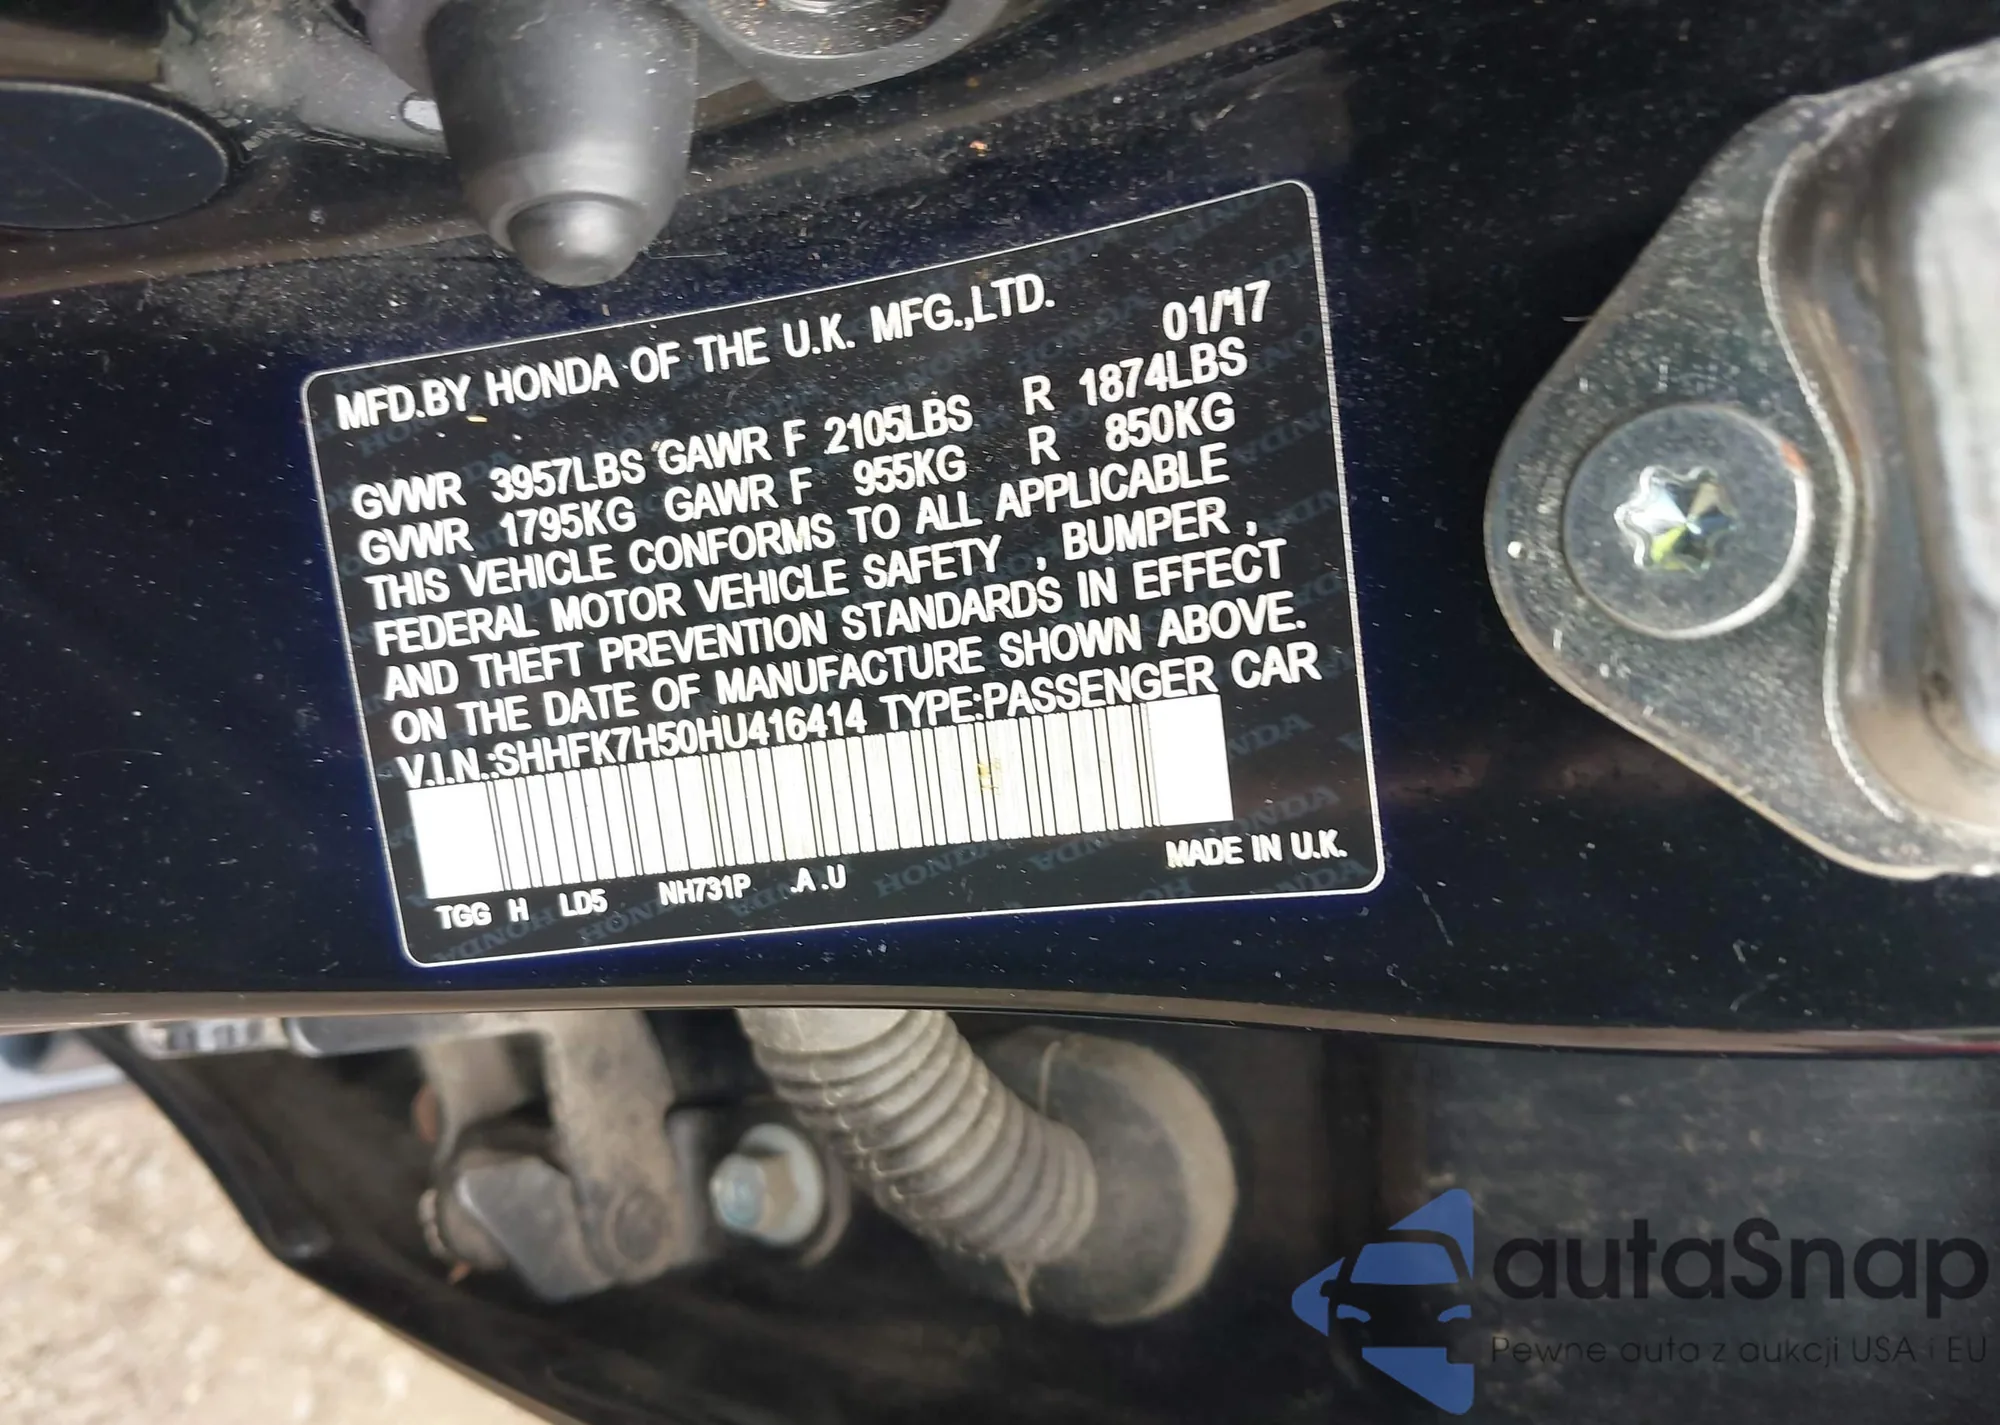 MFD.BY HONDA OF THE U.K. MFG.,LTD.
01/'17
GVWR 3957LBS GAWR F 2105LBS R 1874LBS
GVWR 1795KG GAWR F 955KG R 850KG
THIS VEHICLE CONFORMS TO ALL APPLICABLE
FEDERAL MOTOR VEHICLE SAFETY , BUMPER ,
AND THEFT PREVENTION STANDARDS IN EFFECT
ON THE DATE OF MANUFACTURE SHOWN ABOVE.
V.I.N.:SHHFK7H50HU416414 TYPE:PASSENGER CAR
TGG H LD5 NH731P .A .U
MADE IN U.K.
autaSnap
Pewne auta z aukcji USA i EU